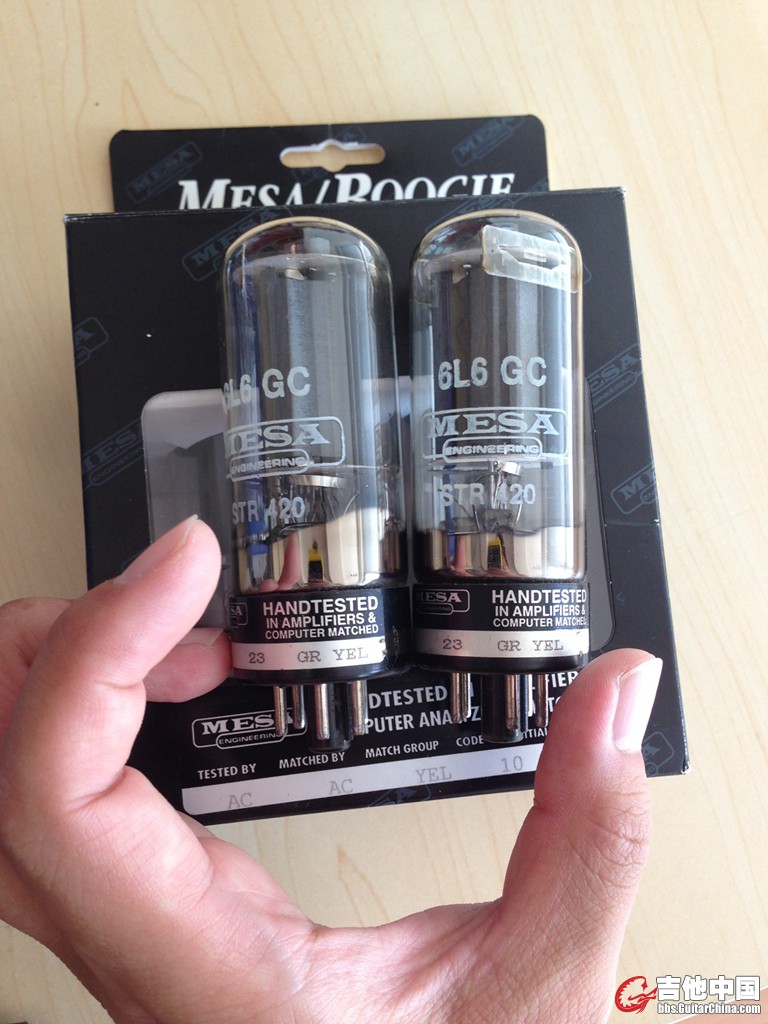 MESA/BOOGIE
MESA
6L6 GC
MESA
ENGINEERING
STR 420
HANDTESTED
IN AMPLIFIERS &
COMPUTER MATCHED
23 GR YEL
6L6 GC
MESA
ENGINEERING
STR 420
MESA
HANDTESTED
IN AMPLIFIERS &
COMPUTER MATCHED
23 GR YEL
MESA
ENGINEERING
TESTED BY MATCHED BY MATCH GROUP CODE
AC AC YEL 10
吉他中国
bbs.GuitarChina.com